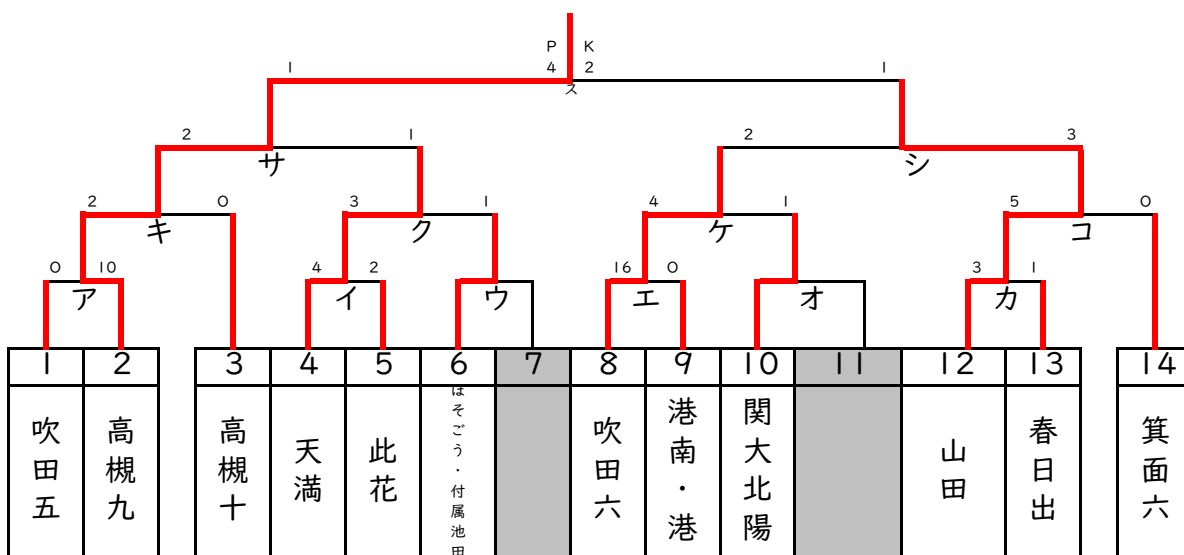 P K
1 4 2 1
ス
2 1 2 3
サ シ
2 0 3 1 4 1 5 0
キ ク ケ コ
0 10 4 2 16 0 3 1
ア イ ウ エ オ カ
1 2 3 4 5 6 7 8 9 10 11 12 13 14
吹田五
高槻九
高槻十
天満
此花
はそごう・付属池田
吹田六
港南・港
関大北陽
山田
春日出
箕面六